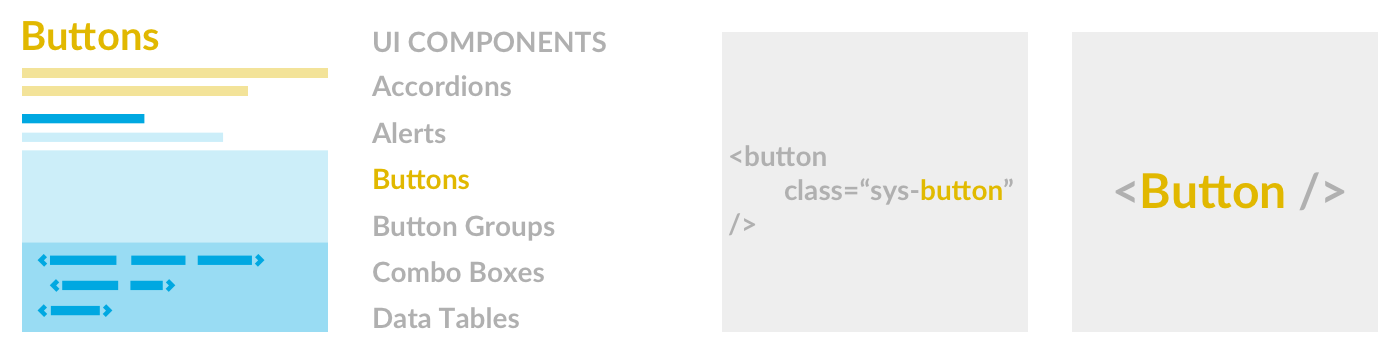 Buttons
UI COMPONENTS
Accordions
Alerts
Buttons
Button Groups
Combo Boxes
Data Tables
<button
class=“sys-button”
/>
<Button />